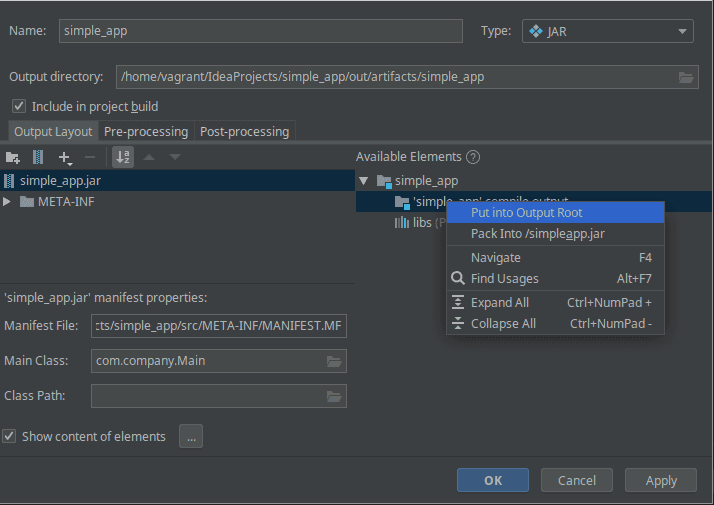 Name: simple_app Type: JAR
Output directory: /home/vagrant/IdeaProjects/simple_app/out/artifacts/simple_app
Include in project build
Output Layout Pre-processing Post-processing
Available Elements ?
simple_app.jar
META-INF
simple_app
'simple_app' compile output
libs (P
Put into Output Root
Pack Into /simpleapp.jar
Navigate F4
Find Usages Alt+F7
Expand All Ctrl+NumPad +
Collapse All Ctrl+NumPad -
'simple_app.jar' manifest properties:
Manifest File: cts/simple_app/src/META-INF/MANIFEST.MF
Main Class: com.company.Main
Class Path:
Show content of elements ...
OK Cancel Apply